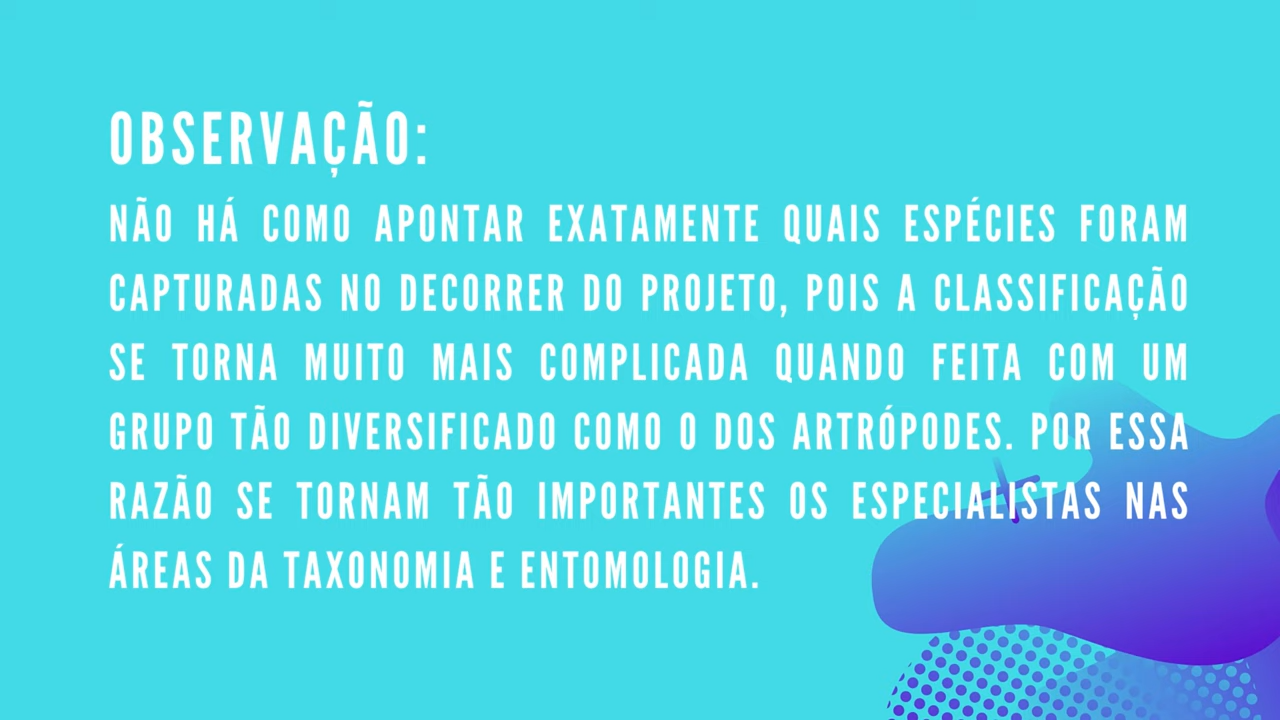 OBSERVAÇÃO:
NÃO HÁ COMO APONTAR EXATAMENTE QUAIS ESPÉCIES FORAM
CAPTURADAS NO DECORRER DO PROJETO, POIS A CLASSIFICAÇÃO
SE TORNA MUITO MAIS COMPLICADA QUANDO FEITA COM UM
GRUPO TÃO DIVERSIFICADO COMO O DOS ARTRÓPODES. POR ESSA
RAZÃO SE TORNAM TÃO IMPORTANTES OS ESPECIALISTAS NAS
ÁREAS DA TAXONOMIA E ENTOMOLOGIA.